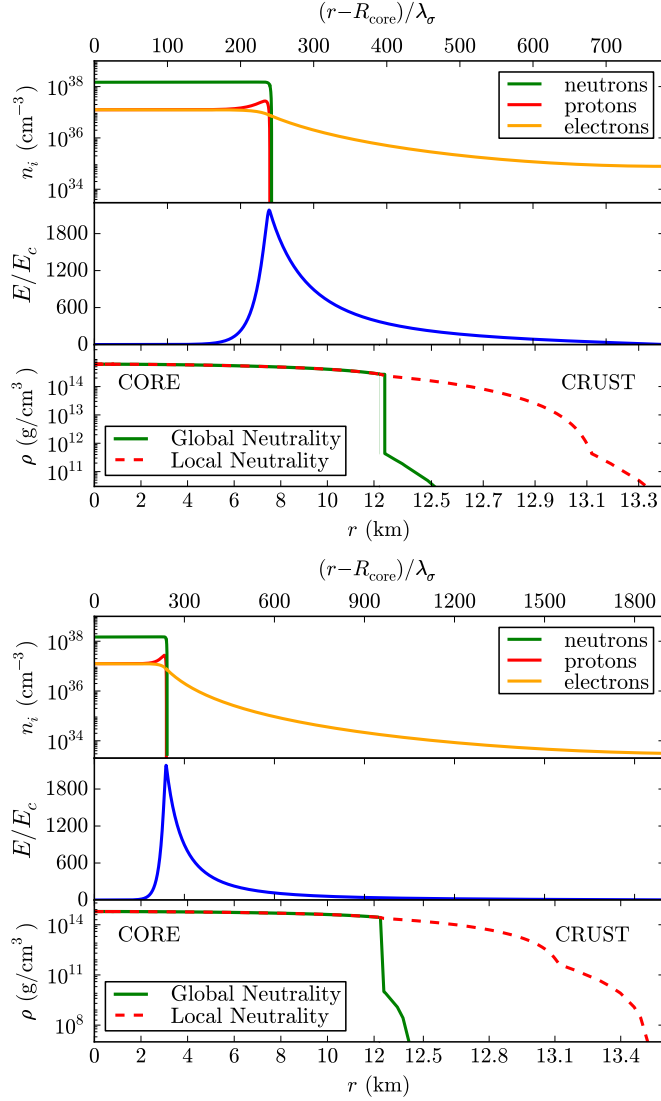 (r−R_core)/λ_σ
0 100 200 300 400 500 600 700
10^38
10^36
10^34
n_i (cm^−3)
neutrons
protons
electrons
1800
1200
600
0
E/E_c
10^14
10^13
10^12
10^11
ρ (g/cm^3)
CORE CRUST
Global Neutrality
Local Neutrality
0 2 4 6 8 10 12 12.5 12.7 12.9 13.1 13.3
r (km)
(r−R_core)/λ_σ
0 300 600 900 1200 1500 1800
10^38
10^36
10^34
n_i (cm^−3)
neutrons
protons
electrons
1800
1200
600
0
E/E_c
10^14
10^11
10^8
ρ (g/cm^3)
CORE CRUST
Global Neutrality
Local Neutrality
0 2 4 6 8 10 12 12.5 12.8 13.1 13.4
r (km)